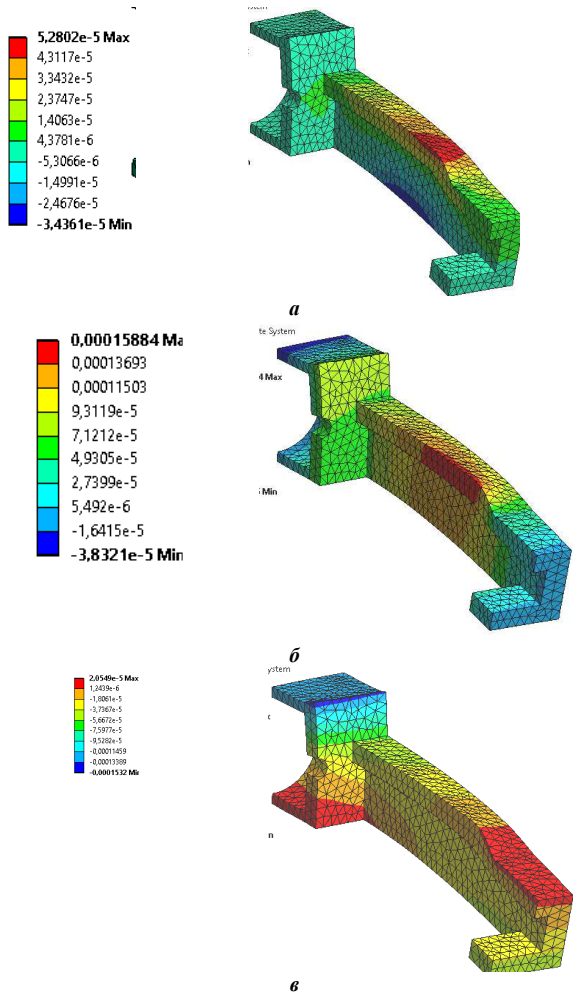 5,2802e-5 Max
4,3117e-5
3,3432e-5
2,3747e-5
1,4063e-5
4,3781e-6
-5,3066e-6
-1,4991e-5
-2,4676e-5
-3,4361e-5 Min
а
te System
0,00015884 Ma
4 Max
0,00013693
0,00011503
9,3119e-5
7,1212e-5
4,9305e-5
2,7399e-5
5,492e-6
-1,6415e-5
-3,8321e-5 Min
Min
б
ystem
2,0549e-5 Max
1,2439e-6
-1,8061e-5
-3,7367e-5
-5,6672e-5
-7,5977e-5
-9,5282e-5
-0,00011459
-0,00013389
-0,0001532 Mir
n
в